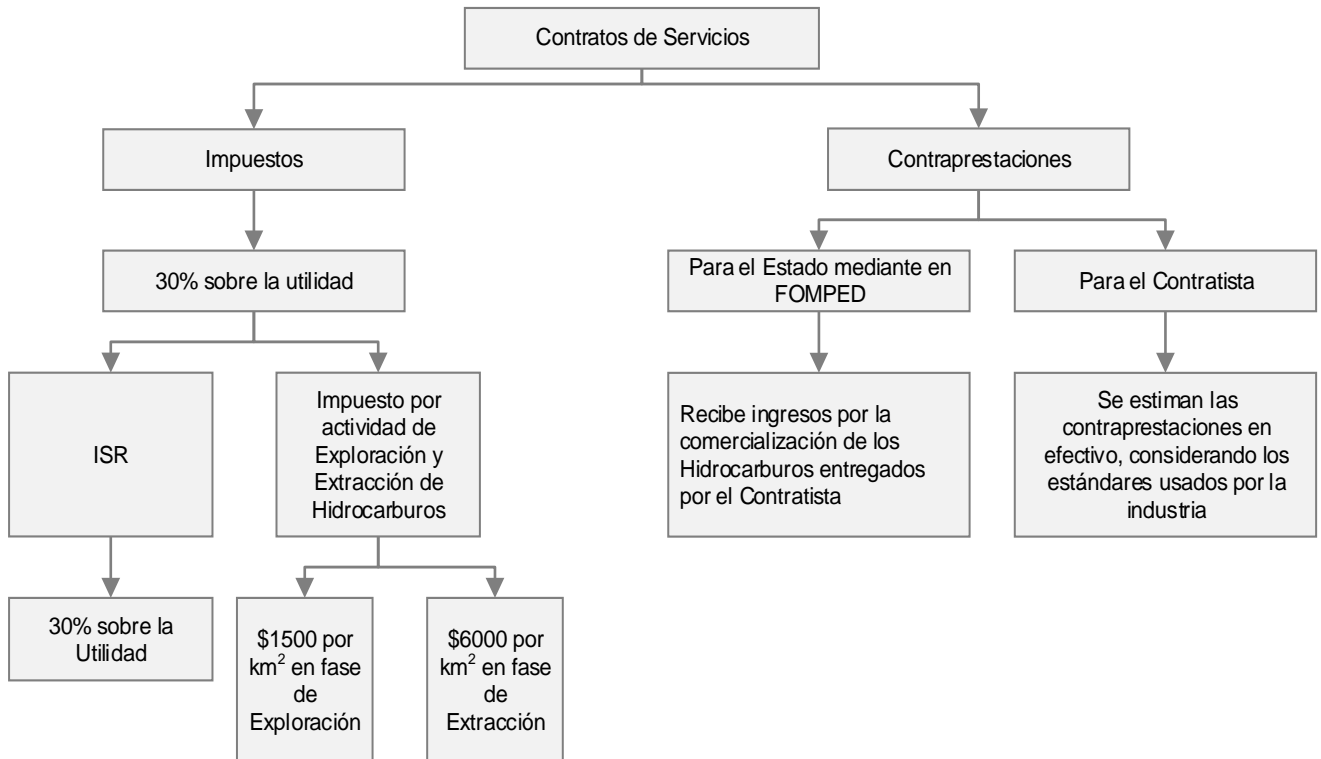 Contratos de Servicios
Impuestos
Contraprestaciones
30% sobre la utilidad
Para el Estado mediante en
FOMPED
Para el Contratista
ISR
Impuesto por
actividad de
Exploración y
Extracción de
Hidrocarburos
Recibe ingresos por la
comercialización de los
Hidrocarburos entregados
por el Contratista
Se estiman las
contraprestaciones en
efectivo, considerando los
estándares usados por la
industria
30% sobre la
Utilidad
$1500 por
km² en fase
de
Exploración
$6000 por
km² en fase
de
Extracción